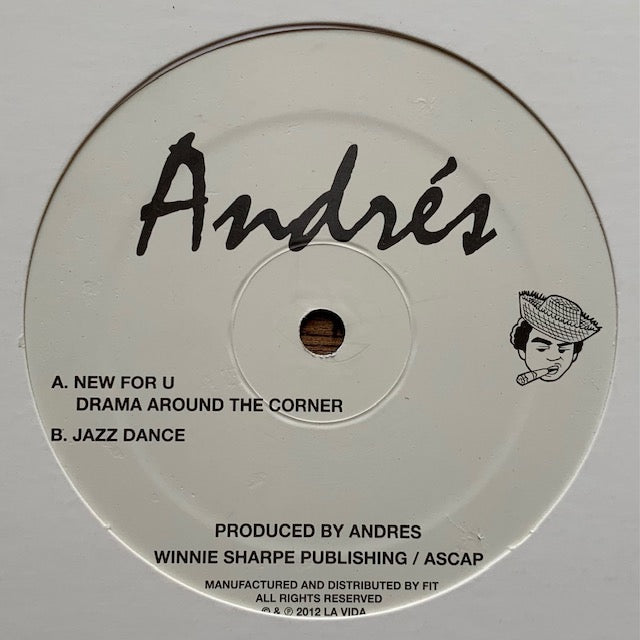 Andrés
A. NEW FOR U
DRAMA AROUND THE CORNER
B. JAZZ DANCE
PRODUCED BY ANDRES
WINNIE SHARPE PUBLISHING / ASCAP
MANUFACTURED AND DISTRIBUTED BY FIT
ALL RIGHTS RESERVED
© & ℗ 2012 LA VIDA